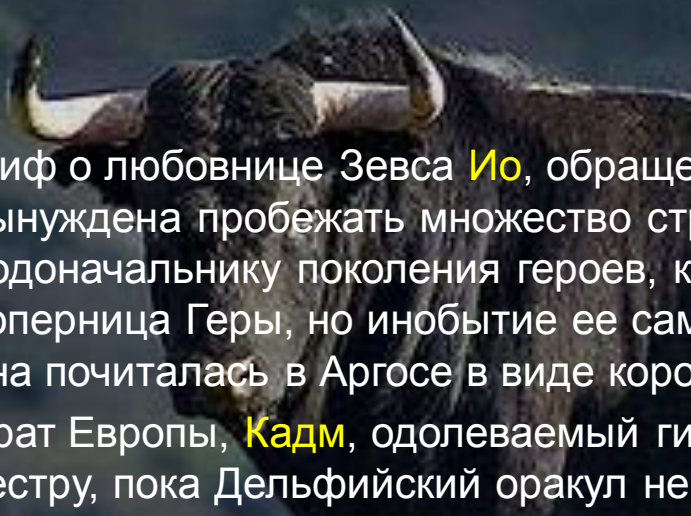 иф о любовнице Зевса Ио, обраще
ынуждена пробежать множество стр
одоначальнику поколения героев, к
оперница Геры, но инобытие ее сам
на почиталась в Аргосе в виде коро
рат Европы, Кадм, одолеваемый ги
естру, пока Дельфийский оракул не